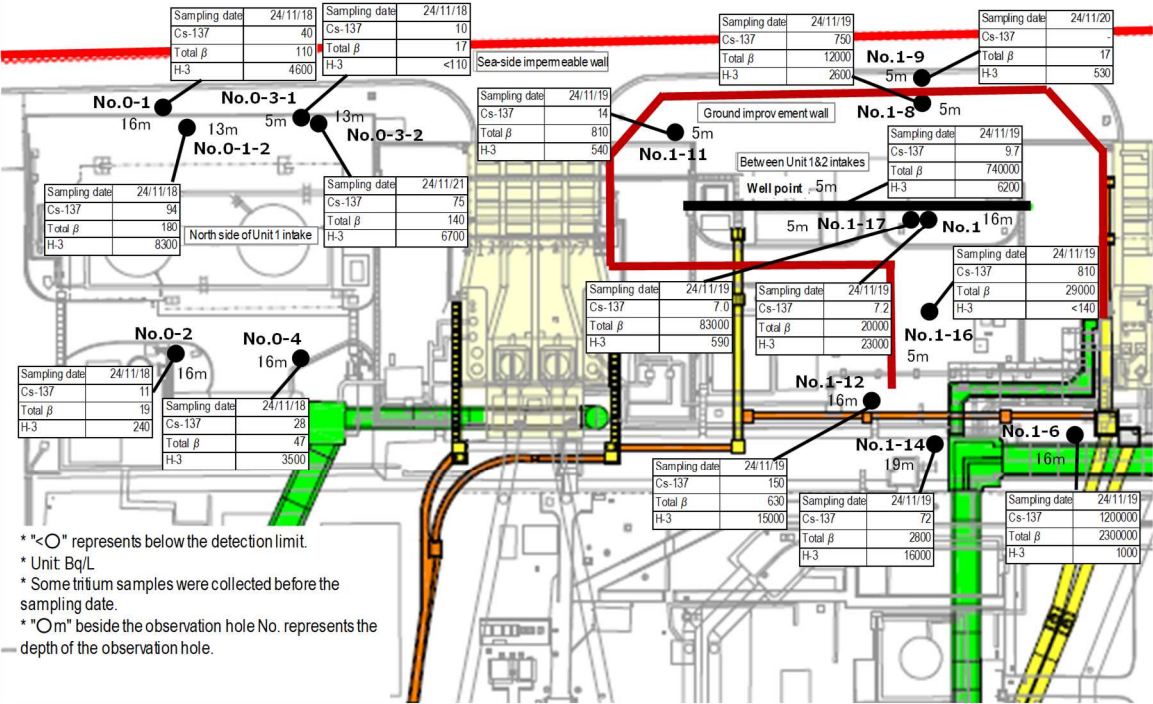 Sampling date 24/11/18
Cs-137 40
Total β 110
H-3 4600
Sampling date 24/11/18
Cs-137 10
Total β 17
H-3 <110
Sea-side impermeable wall
Sampling date 24/11/19
Cs-137 750
Total β 12000
H-3 2600
Sampling date 24/11/20
Cs-137 -
Total β 17
H-3 530
No.0-1
16m
No.0-3-1
5m
13m
No.0-3-2
13m
No.0-1-2
Sampling date 24/11/19
Cs-137 14
Total β 810
H-3 540
5m
No.1-11
Ground improvement wall
No.1-9
5m
No.1-8
5m
Sampling date 24/11/19
Cs-137 9.7
Total β 740000
H-3 6200
Between Unit 1&2 intakes
Well point 5m
Sampling date 24/11/18
Cs-137 94
Total β 180
H-3 8300
North side of Unit 1 intake
Sampling date 24/11/21
Cs-137 75
Total β 140
H-3 6700
5m No.1-17
No.1
16m
Sampling date 24/11/19
Cs-137 810
Total β 29000
H-3 <140
Sampling date 24/11/19
Cs-137 7.0
Total β 83000
H-3 590
Sampling date 24/11/19
Cs-137 7.2
Total β 20000
H-3 23000
No.1-16
5m
No.0-2
16m
No.0-4
16m
Sampling date 24/11/18
Cs-137 11
Total β 19
H-3 240
Sampling date 24/11/18
Cs-137 28
Total β 47
H-3 3500
No.1-12
16m
No.1-14
19m
No.1-6
16m
Sampling date 24/11/19
Cs-137 150
Total β 630
H-3 15000
Sampling date 24/11/19
Cs-137 72
Total β 2800
H-3 16000
Sampling date 24/11/19
Cs-137 1200000
Total β 2300000
H-3 1000
* "<○" represents below the detection limit.
* Unit: Bq/L
* Some tritium samples were collected before the
sampling date.
* "○m" beside the observation hole No. represents the
depth of the observation hole.